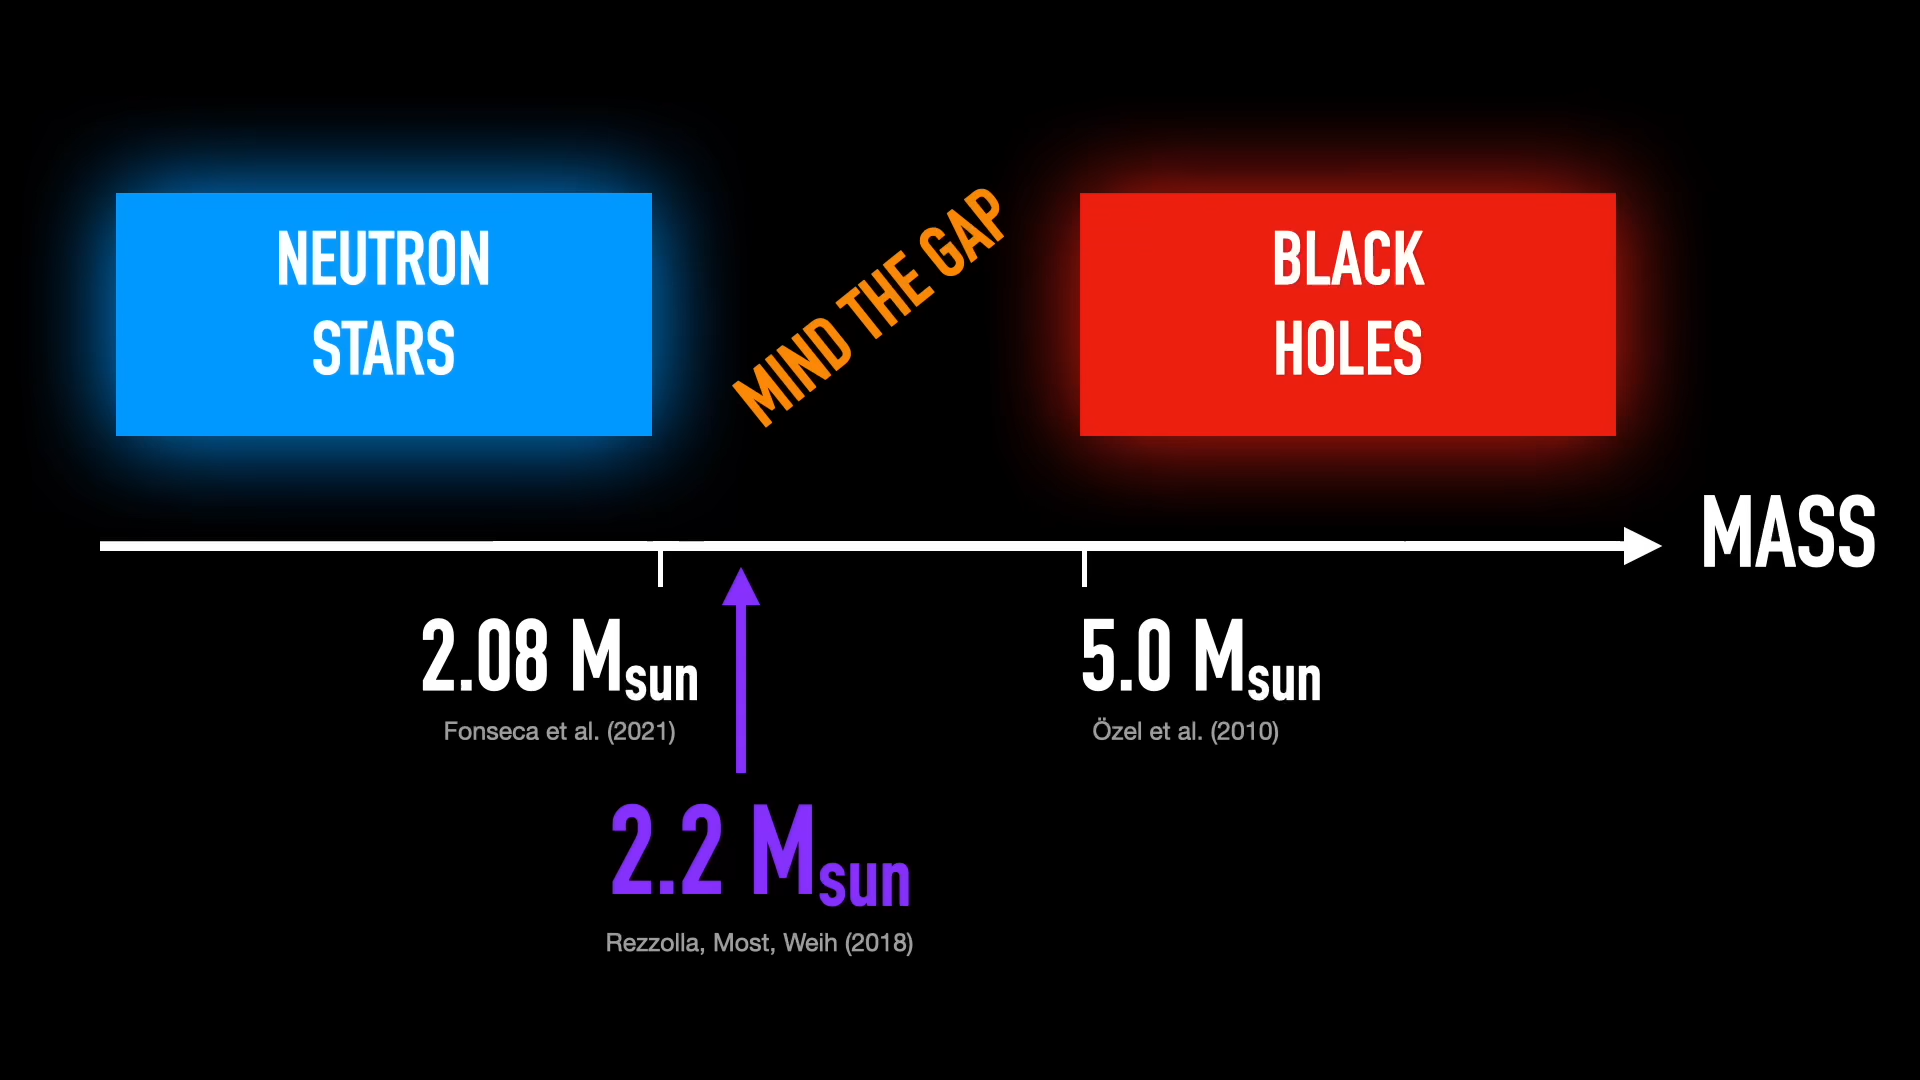 NEUTRON
STARS
MIND THE GAP
BLACK
HOLES
MASS
2.08 Msun
Fonseca et al. (2021)
5.0 Msun
Özel et al. (2010)
2.2 Msun
Rezzolla, Most, Weih (2018)